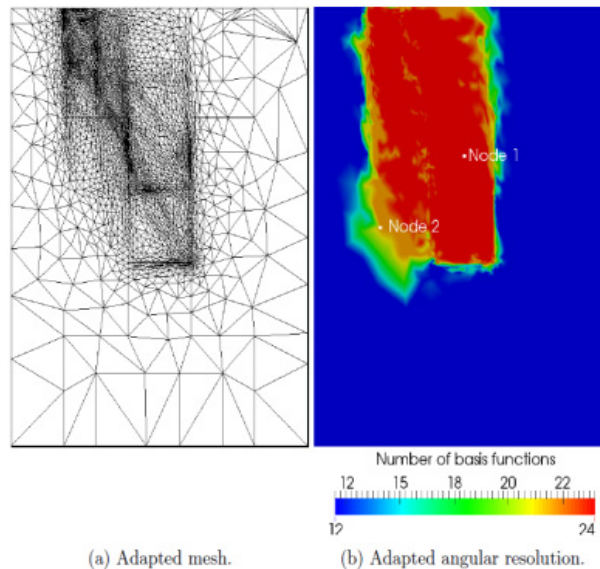 Node 1
Node 2
Number of basis functions
12 15 18 20 22
12 24
(a) Adapted mesh.
(b) Adapted angular resolution.